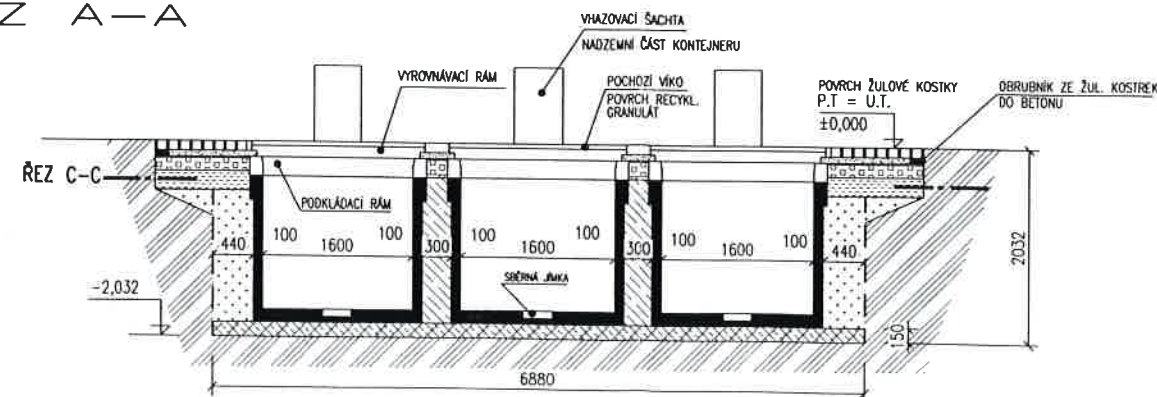 Z A—A
VHAZOVACÍ ŠACHTA
NADZEMNÍ ČÁST KONTEJNERU
VYROVNÁVACÍ RÁM
POCHOZÍ VÍKO
POVRCH RECYKL.
GRANULÁT
POVRCH ŽULOVÉ KOSTKY
P.T = U.T.
±0,000
OBRUBNÍK ZE ŽUL. KOSTREK
DO BETONU
ŘEZ C-C
PODKLÁDACÍ RÁM
440 100 1600 100 300 100 1600 100 300 100 1600 100 440
2032
SBĚRNÁ JÍMKA
-2,032
150
6880